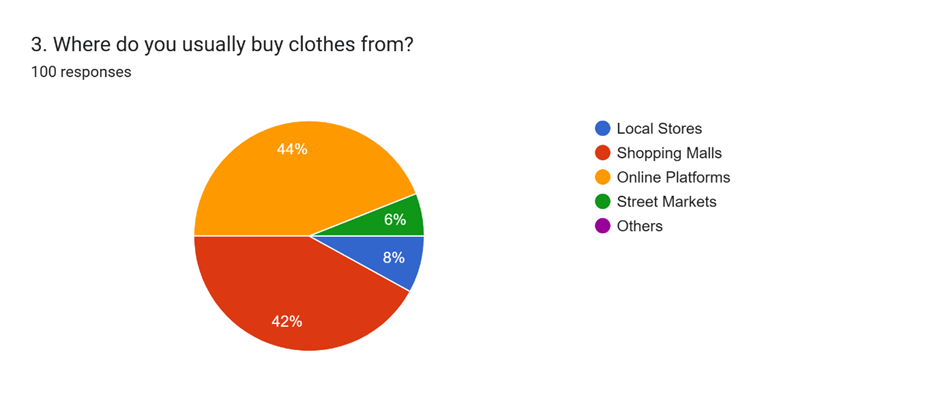 3. Where do you usually buy clothes from?
100 responses
44%
6%
8%
42%
Local Stores
Shopping Malls
Online Platforms
Street Markets
Others